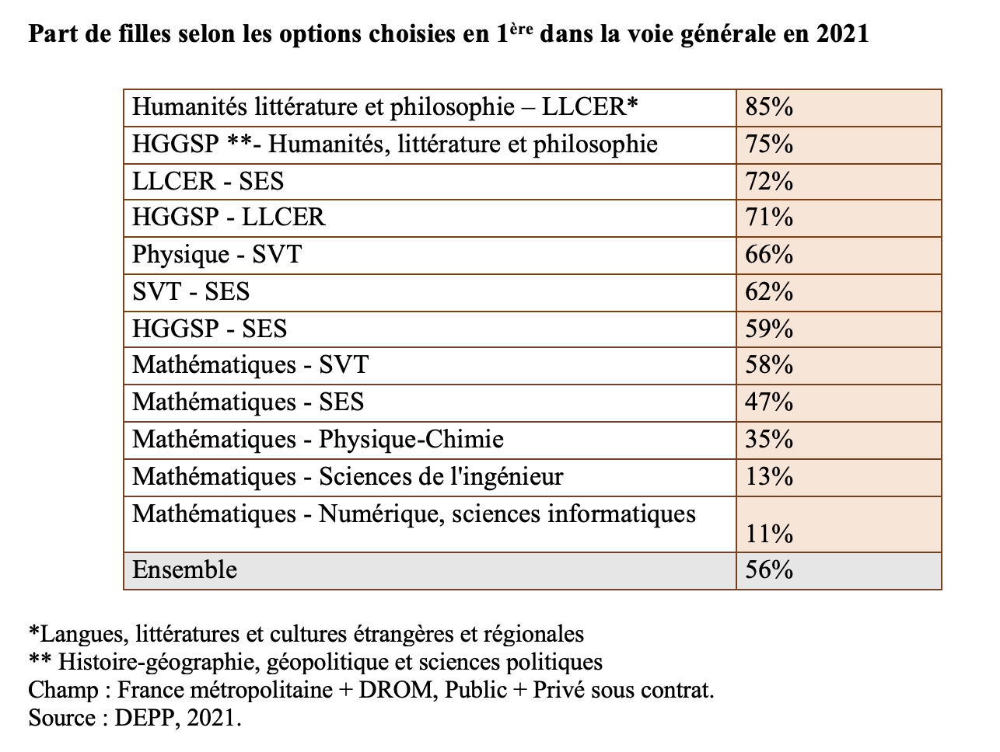 Part de filles selon les options choisies en 1ère dans la voie générale en 2021
Humanités littérature et philosophie – LLCER* 85%
HGGSP **- Humanités, littérature et philosophie 75%
LLCER - SES 72%
HGGSP - LLCER 71%
Physique - SVT 66%
SVT - SES 62%
HGGSP - SES 59%
Mathématiques - SVT 58%
Mathématiques - SES 47%
Mathématiques - Physique-Chimie 35%
Mathématiques - Sciences de l'ingénieur 13%
Mathématiques - Numérique, sciences informatiques 11%
Ensemble 56%
*Langues, littératures et cultures étrangères et régionales
** Histoire-géographie, géopolitique et sciences politiques
Champ : France métropolitaine + DROM, Public + Privé sous contrat.
Source : DEPP, 2021.